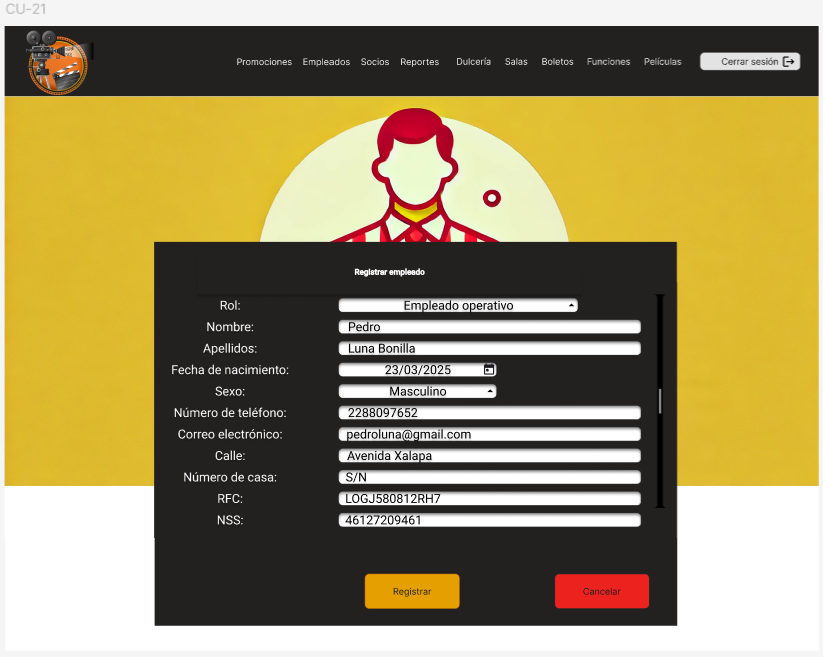 CU-21
Promociones Empleados Socios Reportes Dulcería Salas Boletos Funciones Películas Cerrar sesión
Registrar empleado
Rol: Empleado operativo
Nombre: Pedro
Apellidos: Luna Bonilla
Fecha de nacimiento: 23/03/2025
Sexo: Masculino
Número de teléfono: 2288097652
Correo electrónico: pedroluna@gmail.com
Calle: Avenida Xalapa
Número de casa: S/N
RFC: LOGJ580812RH7
NSS: 46127209461
Registrar Cancelar